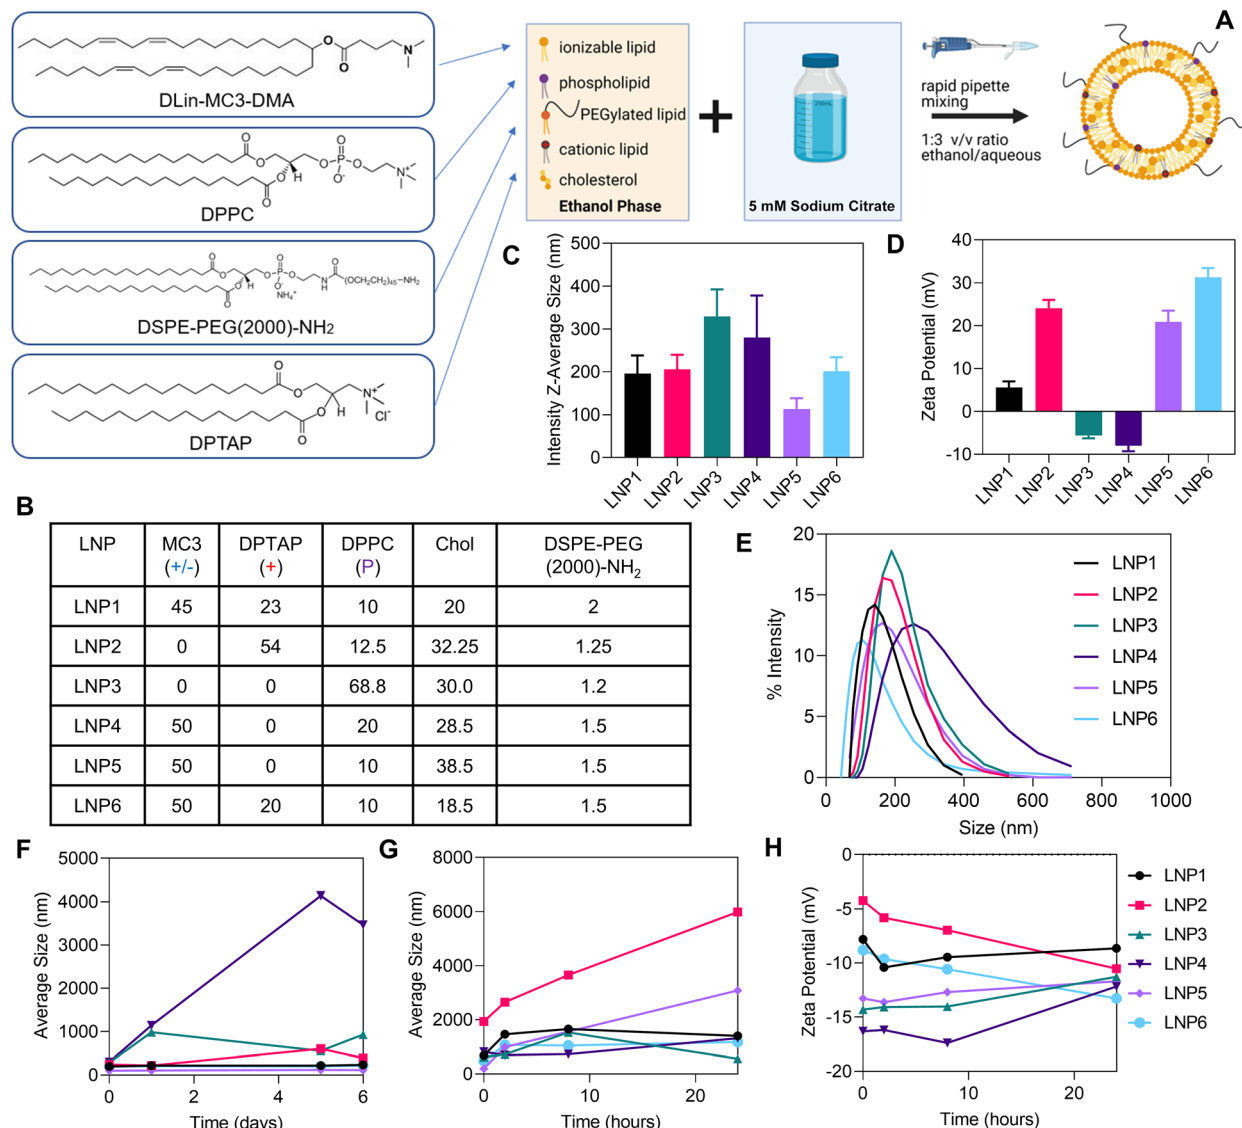 A
DLin-MC3-DMA
DPPC
DSPE-PEG(2000)-NH2
DPTAP
ionizable lipid
phospholipid
PEGylated lipid
cationic lipid
cholesterol
Ethanol Phase
+
250mL
5 mM Sodium Citrate
rapid pipette
mixing
1:3 v/v ratio
ethanol/aqueous
O
O
N
O
O
O
O
H
O
P
O
O-
O
N+
O
O
O
O
H
O
P
O
O-
NH4+
O
N
H
O
(OCH2CH2)45-NH2
O
O
O
O
H
N+
Cl-
B
LNP MC3 (+/-) DPTAP (+) DPPC (P) Chol DSPE-PEG (2000)-NH2
LNP1 45 23 10 20 2
LNP2 0 54 12.5 32.25 1.25
LNP3 0 0 68.8 30.0 1.2
LNP4 50 0 20 28.5 1.5
LNP5 50 0 10 38.5 1.5
LNP6 50 20 10 18.5 1.5
C
Intensity Z-Average Size (nm)
500
400
300
200
100
0
LNP1 LNP2 LNP3 LNP4 LNP5 LNP6
D
Zeta Potential (mV)
40
30
20
10
0
-10
LNP1 LNP2 LNP3 LNP4 LNP5 LNP6
E
% Intensity
20
15
10
5
0
0 200 400 600 800 1000
Size (nm)
LNP1
LNP2
LNP3
LNP4
LNP5
LNP6
F
Average Size (nm)
5000
4000
3000
2000
1000
0
0 2 4 6
Time (days)
G
Average Size (nm)
8000
6000
4000
2000
0
0 10 20
Time (hours)
H
Zeta Potential (mV)
0
-5
-10
-15
-20
0 10 20
Time (hours)
LNP1
LNP2
LNP3
LNP4
LNP5
LNP6